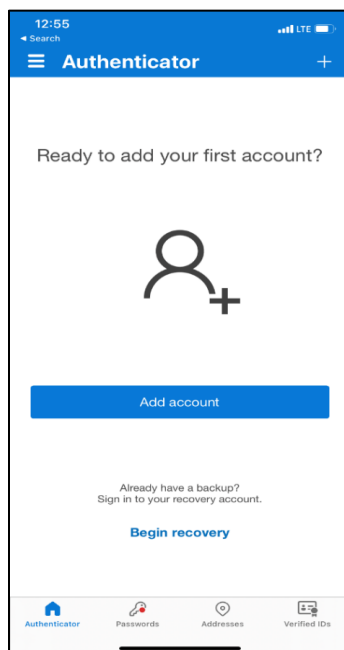 12:55
LTE
◄ Search
Authenticator
Ready to add your first account?
Add account
Already have a backup?
Sign in to your recovery account.
Begin recovery
Authenticator Passwords Addresses Verified IDs